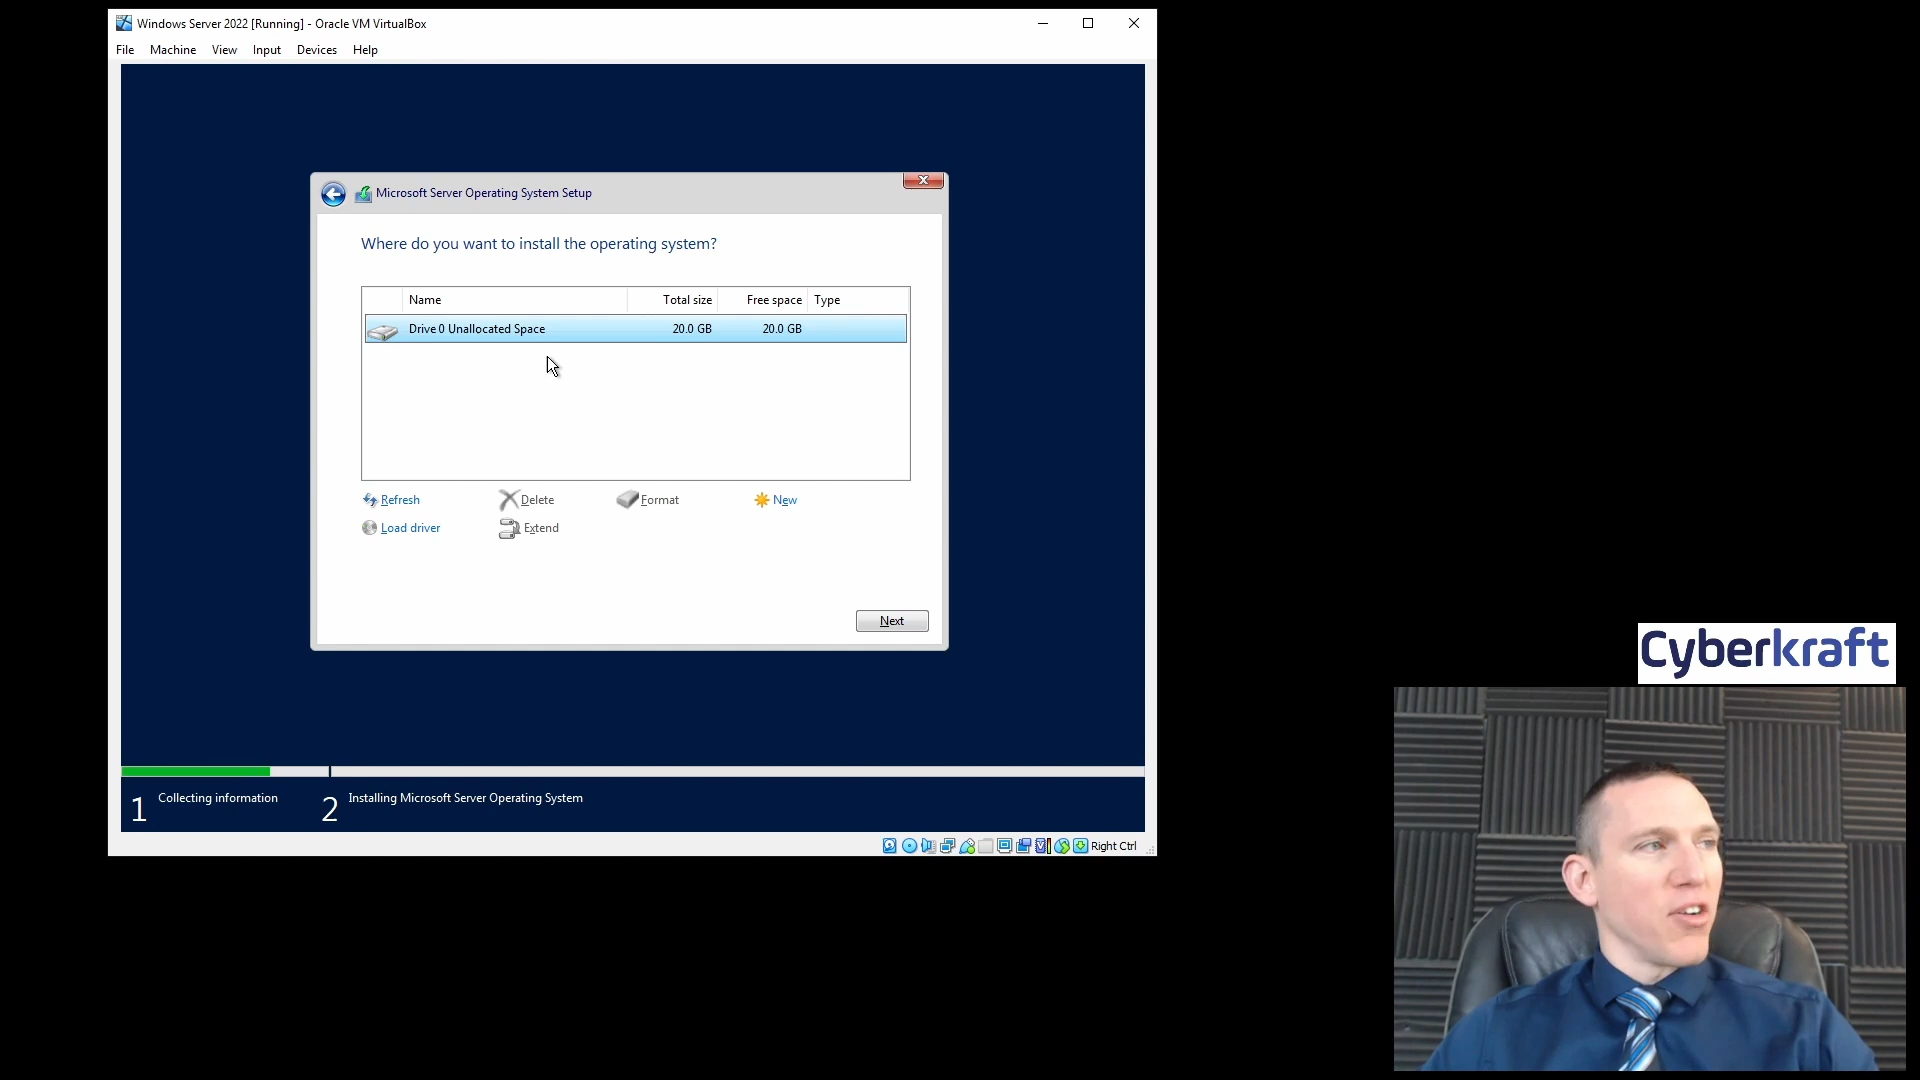 Windows Server 2022 [Running] - Oracle VM VirtualBox
File Machine View Input Devices Help
Microsoft Server Operating System Setup
Where do you want to install the operating system?
Name Total size Free space Type
Drive 0 Unallocated Space 20.0 GB 20.0 GB
Refresh Delete Format New
Load driver Extend
Next
1 Collecting information 2 Installing Microsoft Server Operating System
Right Ctrl
Cyberkraft